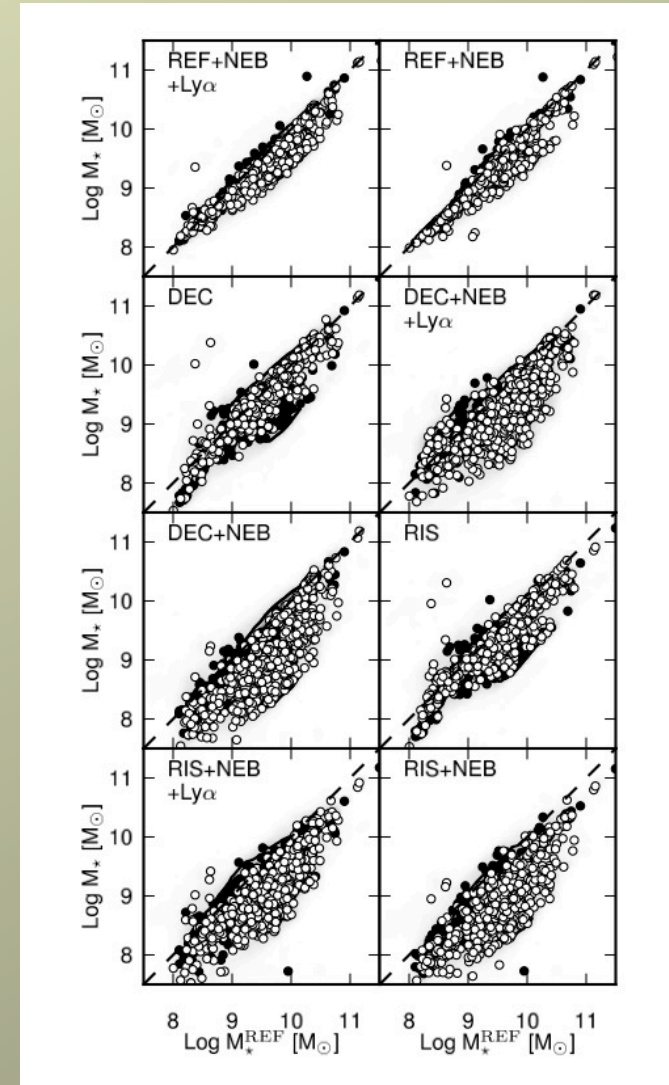 REF+NEB
+Lyα
REF+NEB
11
10
9
8
Log M⋆ [M⊙]
DEC
DEC+NEB
+Lyα
11
10
9
8
Log M⋆ [M⊙]
DEC+NEB
RIS
11
10
9
8
Log M⋆ [M⊙]
RIS+NEB
+Lyα
RIS+NEB
11
10
9
8
Log M⋆ [M⊙]
8 9 10 11 8 9 10 11
Log M⋆^REF [M⊙] Log M⋆^REF [M⊙]